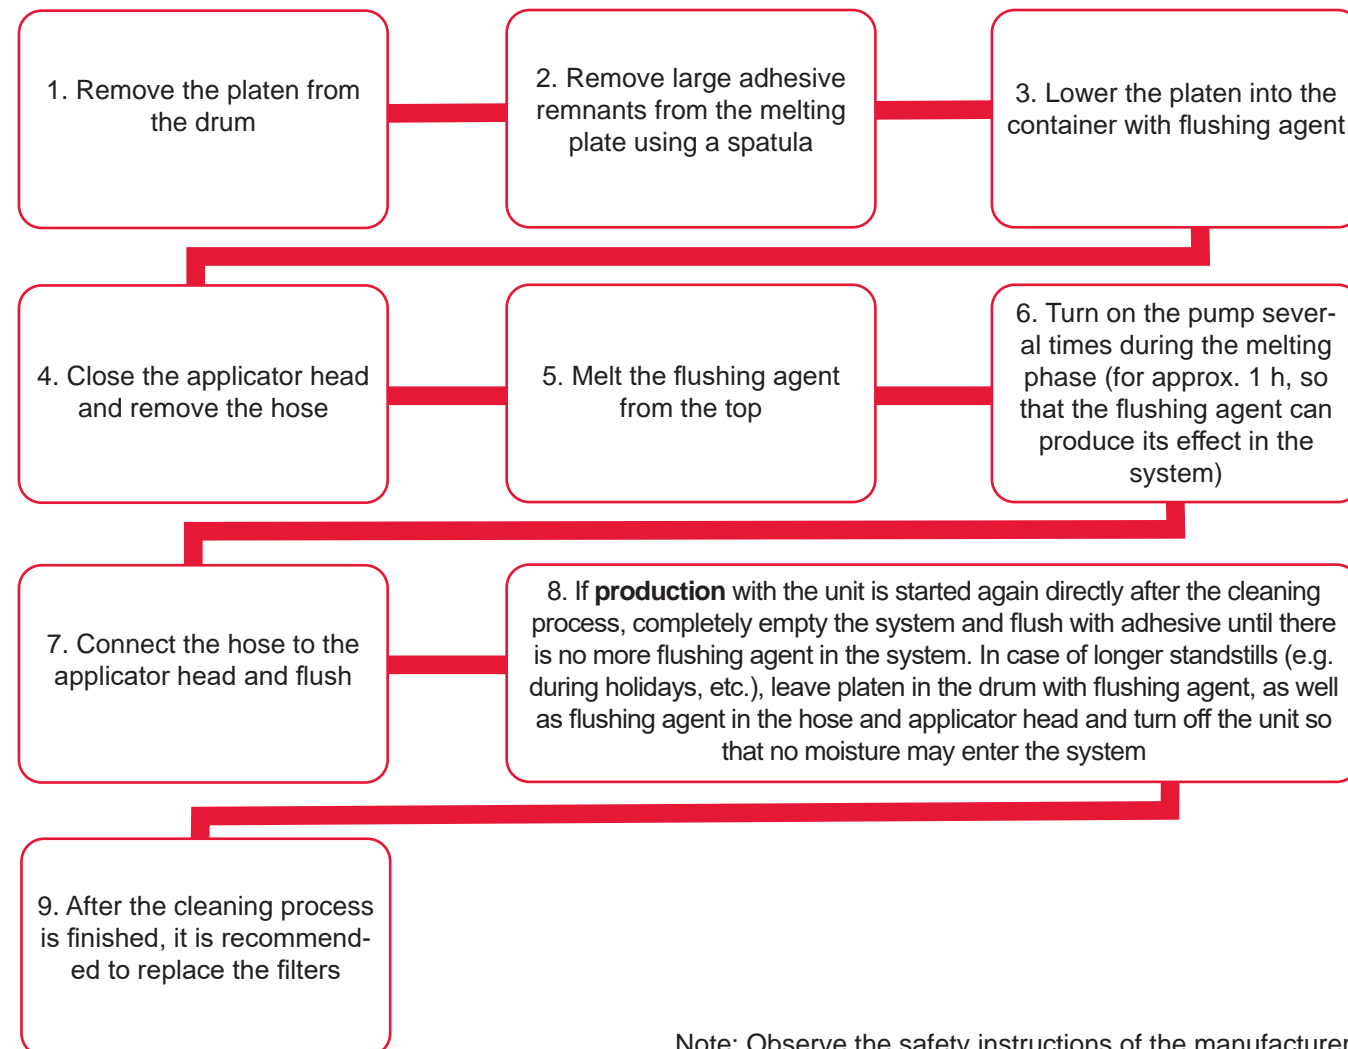 1. Remove the platen from
the drum
2. Remove large adhesive
remnants from the melting
plate using a spatula
3. Lower the platen into the
container with flushing agent
4. Close the applicator head
and remove the hose
5. Melt the flushing agent
from the top
6. Turn on the pump sever-
al times during the melting
phase (for approx. 1 h, so
that the flushing agent can
produce its effect in the
system)
7. Connect the hose to the
applicator head and flush
8. If production with the unit is started again directly after the cleaning
process, completely empty the system and flush with adhesive until there
is no more flushing agent in the system. In case of longer standstills (e.g.
during holidays, etc.), leave platen in the drum with flushing agent, as well
as flushing agent in the hose and applicator head and turn off the unit so
that no moisture may enter the system
9. After the cleaning process
is finished, it is recommend-
ed to replace the filters
Note: Observe the safety instructions of the manufacturer